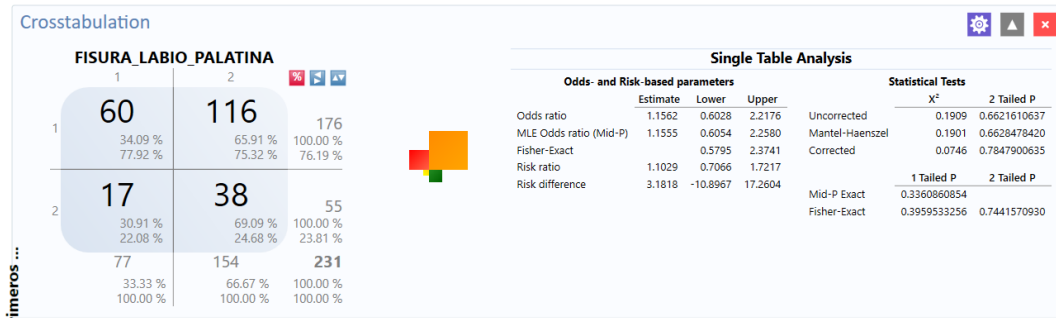 Crosstabulation
FISURA_LABIO_PALATINA
1 2
1 60 116 176
34.09 % 65.91 % 100.00 %
77.92 % 75.32 % 76.19 %
2 17 38 55
30.91 % 69.09 % 100.00 %
22.08 % 24.68 % 23.81 %
77 154 231
33.33 % 66.67 % 100.00 %
100.00 % 100.00 % 100.00 %
imeros ...
%
Single Table Analysis
Odds- and Risk-based parameters
Estimate Lower Upper
Odds ratio 1.1562 0.6028 2.2176
MLE Odds ratio (Mid-P) 1.1555 0.6054 2.2580
Fisher-Exact 0.5795 2.3741
Risk ratio 1.1029 0.7066 1.7217
Risk difference 3.1818 -10.8967 17.2604
Statistical Tests
X² 2 Tailed P
Uncorrected 0.1909 0.6621610637
Mantel-Haenszel 0.1901 0.6628478420
Corrected 0.0746 0.7847900635
1 Tailed P 2 Tailed P
Mid-P Exact 0.3360860854
Fisher-Exact 0.3959533256 0.7441570930